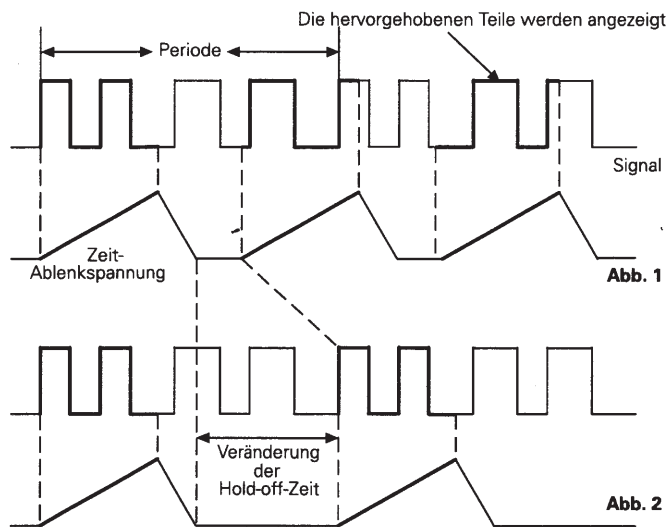 Die hervorgehobenen Teile werden angezeigt
Periode
Signal
Zeit-
Ablenkspannung
Abb. 1
Veränderung
der
Hold-off-Zeit
Abb. 2